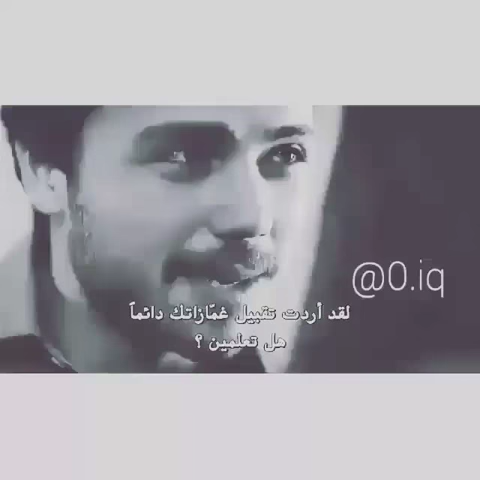 @0.iq
لقد أردت تقبيل غمّازاتك دائماً
هل تعلمين ؟